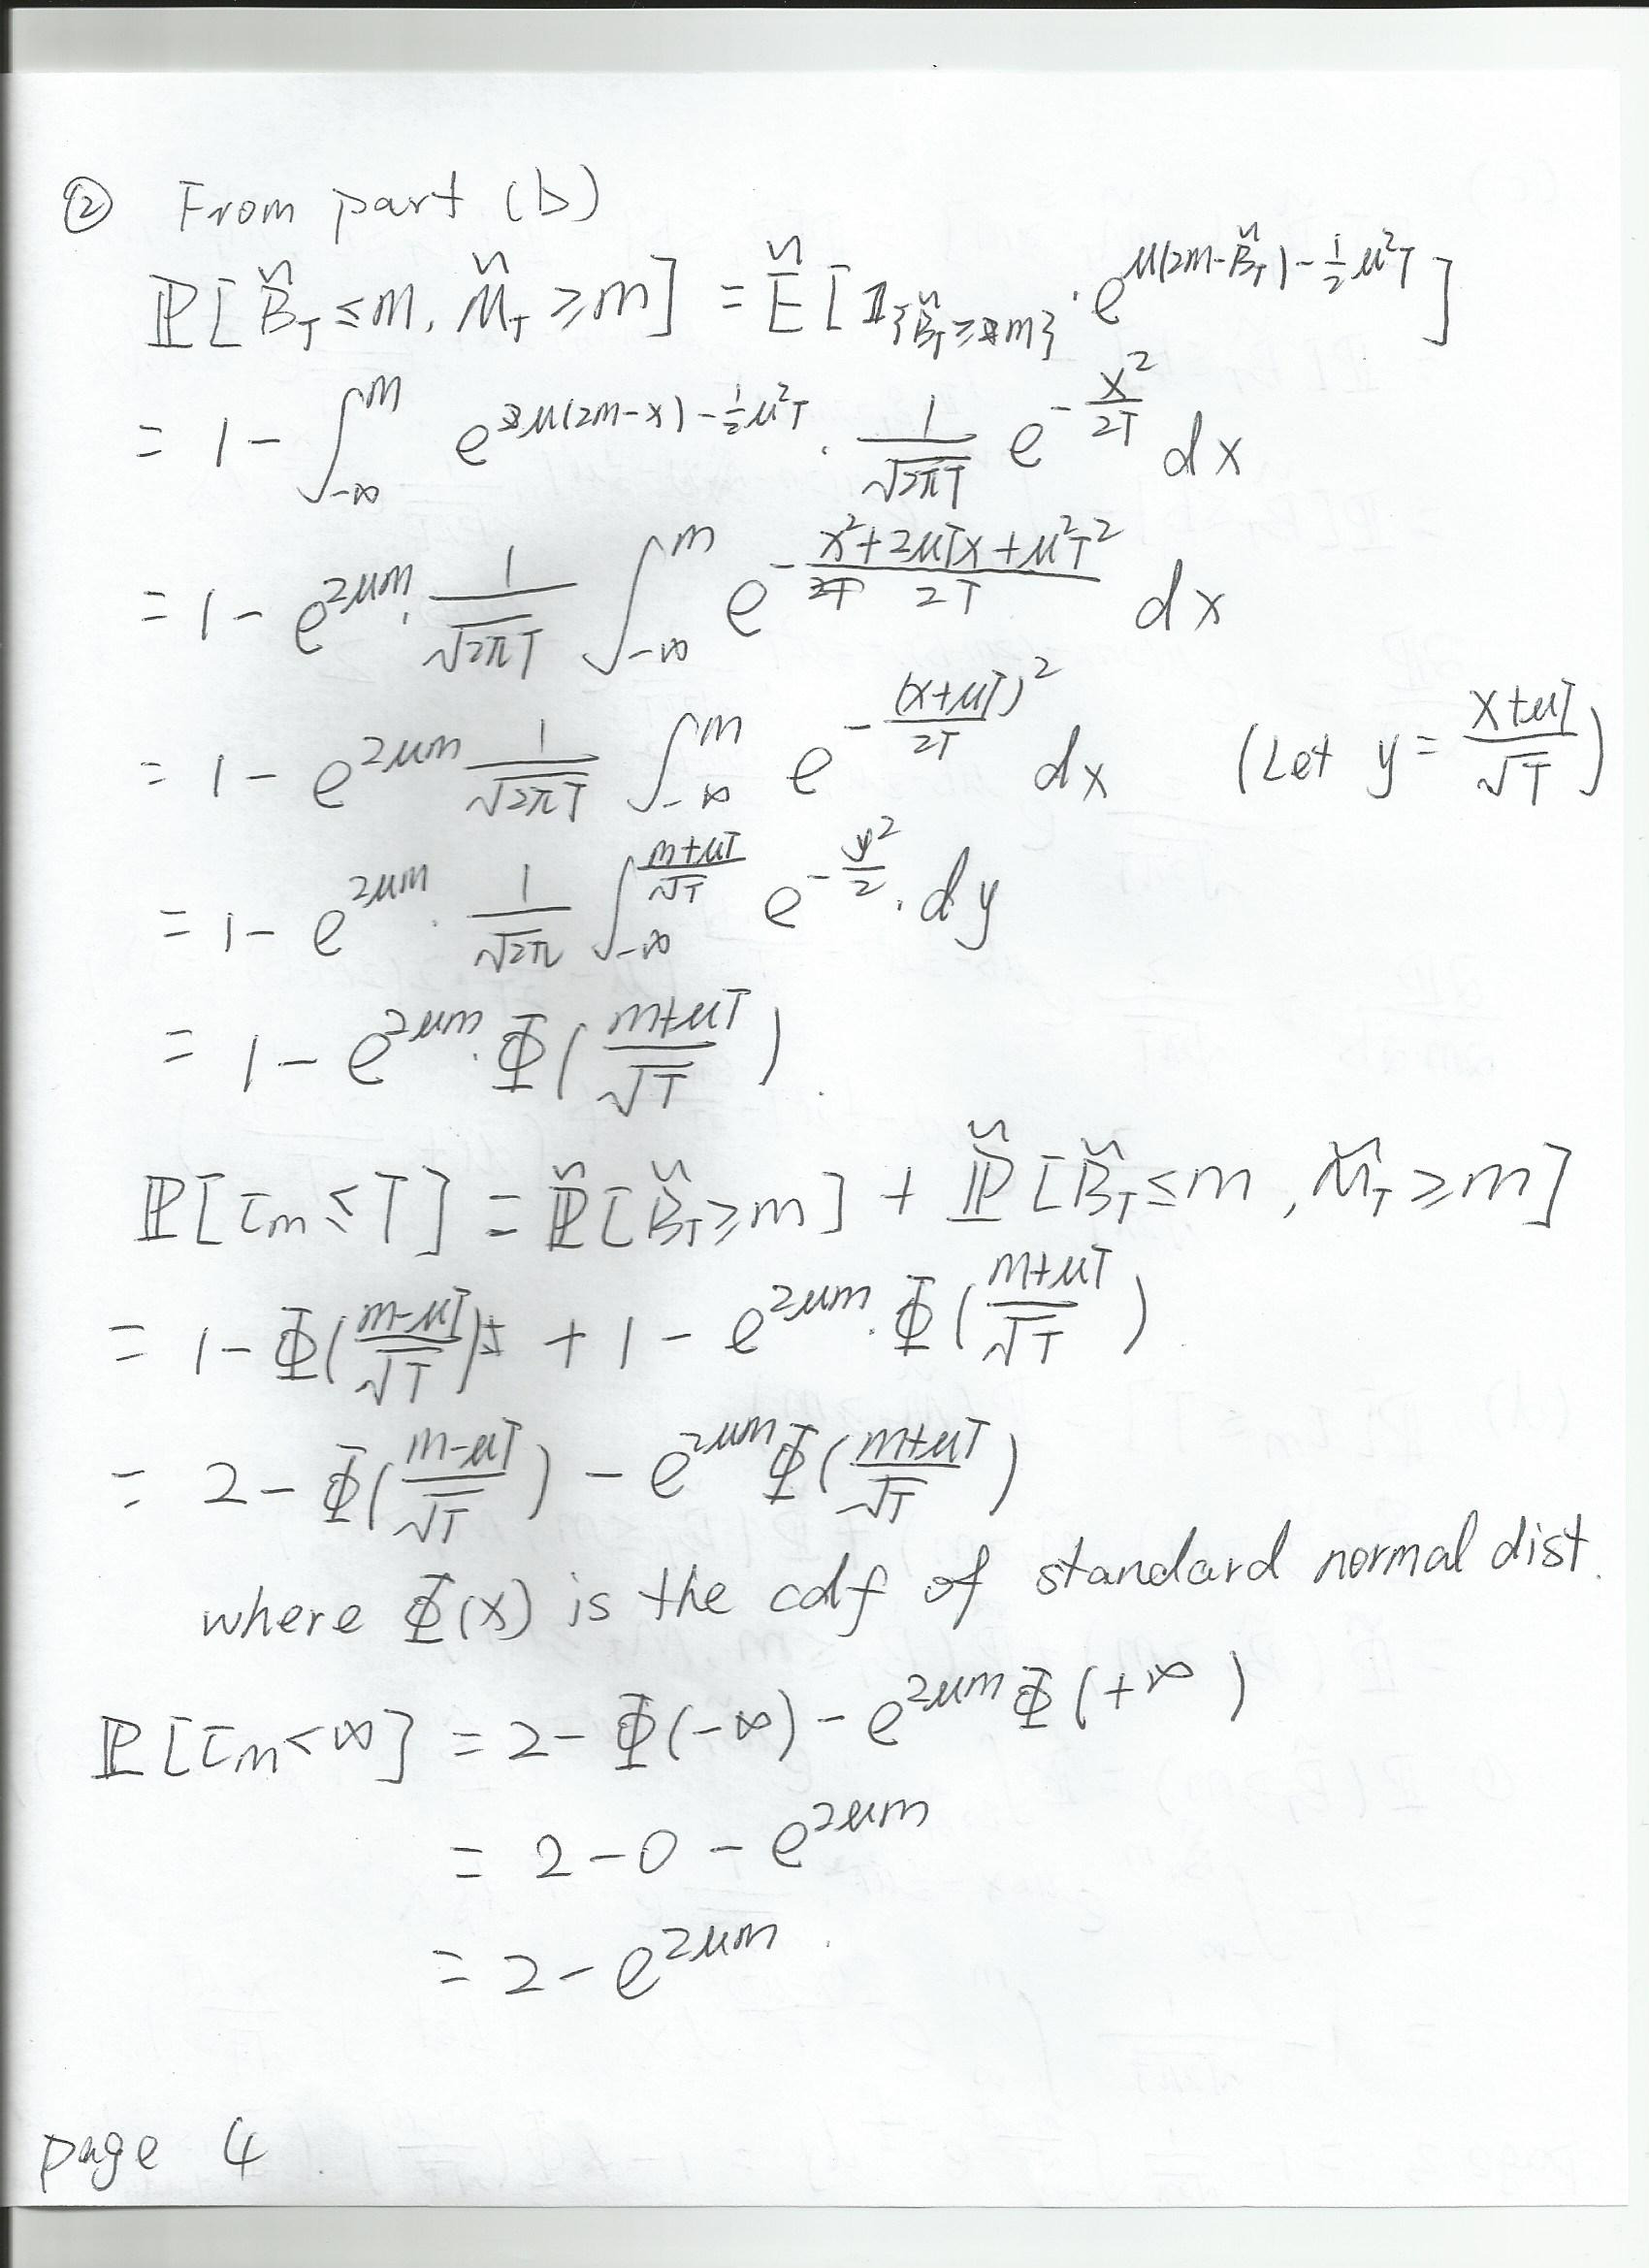 ② From part (b)
ℙ[B̃_T ≤ m, M̃_T ≥ m] = Ẽ[𝟙_{B̃_T ≥ m} · e^{μ(2m-B̃_T) - ½μ²T}]
= 1 - ∫_{-∞}^{m} e^{μ(2m-x) - ½μ²T} · 1/√(2πT) e^{-x²/2T} dx
= 1 - e^{2μm} · 1/√(2πT) ∫_{-∞}^{m} e^{-(x²+2μTx+μ²T²)/2T} dx
= 1 - e^{2μm} 1/√(2πT) ∫_{-∞}^{m} e^{-(x+μT)²/2T} dx (Let y = (x+μT)/√T)
= 1 - e^{2μm} · 1/√(2π) ∫_{-∞}^{(m+μT)/√T} e^{-y²/2} · dy
= 1 - e^{2μm} · Φ((m+μT)/√T).
ℙ[τ_m ≤ T] = ℙ̃[B̃_T ≥ m] + ℙ̃[B̃_T ≤ m, M̃_T ≥ m]
= 1 - Φ((m-μT)/√T) + 1 - e^{2μm} · Φ((m+μT)/√T)
= 2 - Φ((m-μT)/√T) - e^{2μm} Φ((m+μT)/√T)
where Φ(x) is the cdf of standard normal dist.
ℙ[τ_m < ∞] = 2 - Φ(-∞) - e^{2μm} Φ(+∞)
= 2 - 0 - e^{2μm}
= 2 - e^{2μm}.
page 4